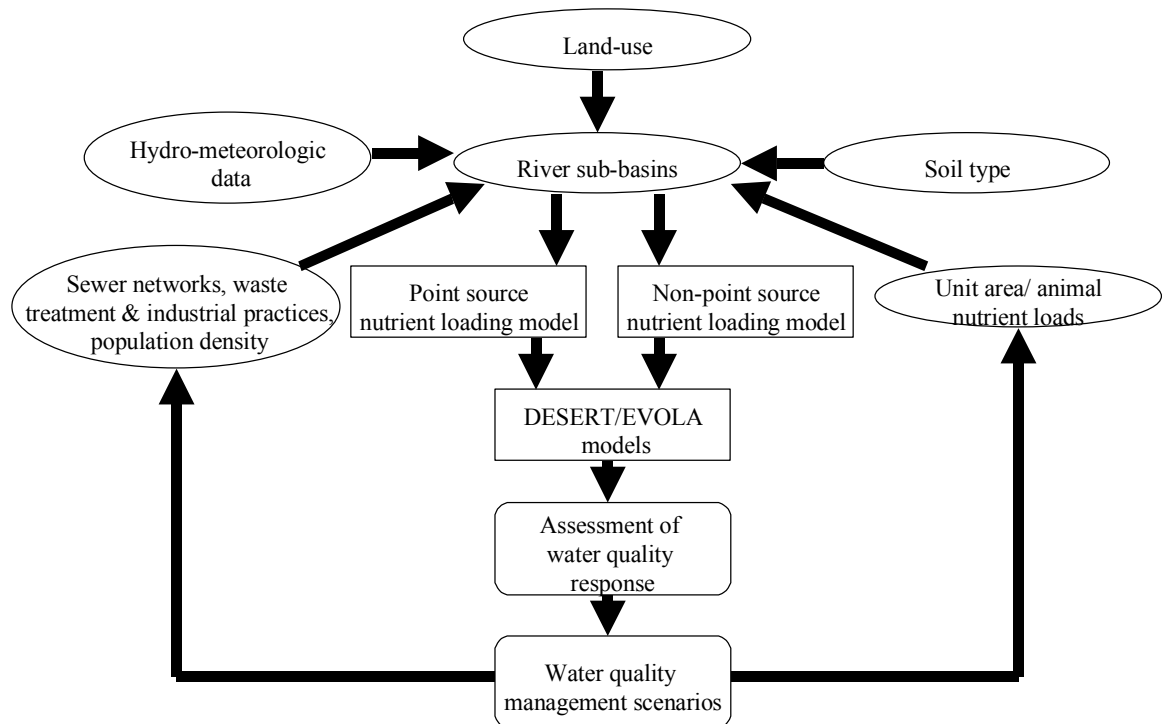 Land-use
Hydro-meteorologic
data
River sub-basins
Soil type
Sewer networks, waste
treatment & industrial practices,
population density
Point source
nutrient loading model
Non-point source
nutrient loading model
Unit area/ animal
nutrient loads
DESERT/EVOLA
models
Assessment of
water quality
response
Water quality
management scenarios